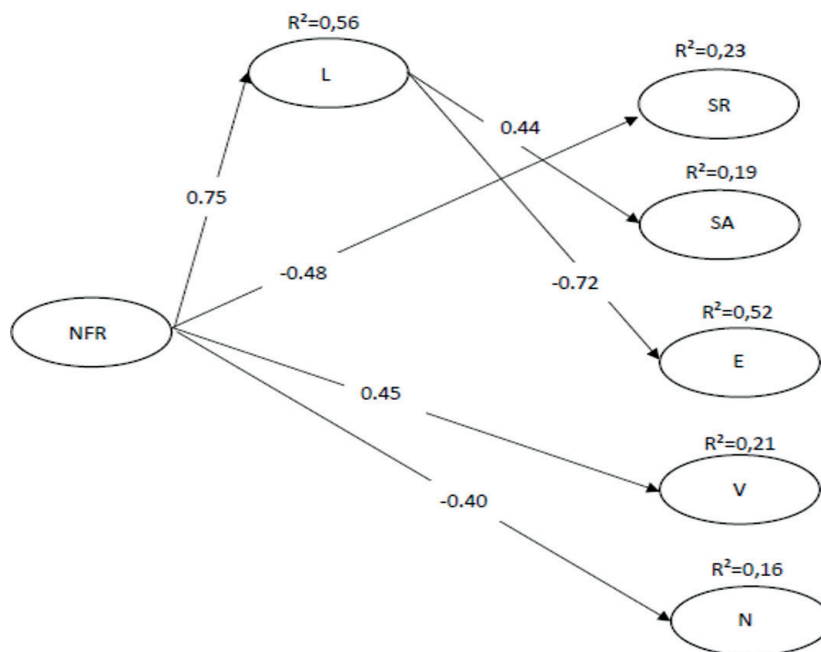 R²=0,56
L
R²=0,23
SR
0.44
R²=0,19
SA
0.75
-0.48
-0.72
NFR
R²=0,52
E
0.45
R²=0,21
V
-0.40
R²=0,16
N